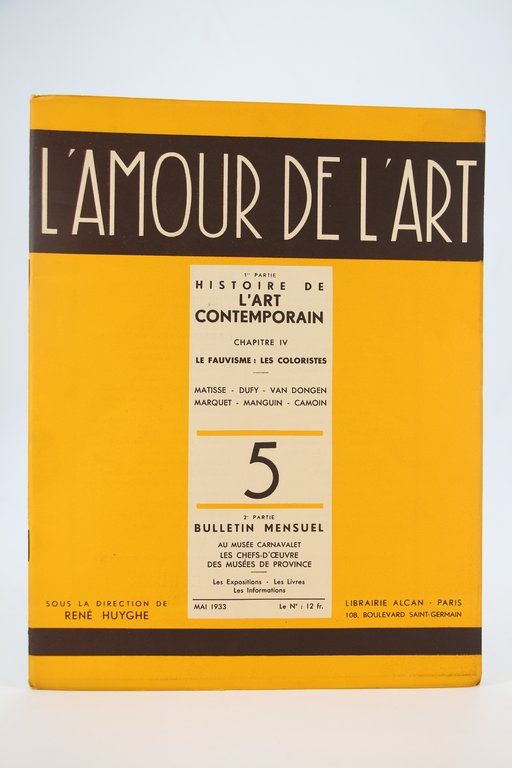 L'AMOUR DE L'ART
1re PARTIE
HISTOIRE DE
L'ART
CONTEMPORAIN
CHAPITRE IV
LE FAUVISME : LES COLORISTES
MATISSE - DUFY - VAN DONGEN
MARQUET - MANGUIN - CAMOIN
5
2e PARTIE
BULLETIN MENSUEL
AU MUSÉE CARNAVALET
LES CHEFS-D'ŒUVRE
DES MUSÉES DE PROVINCE
Les Expositions - Les Livres
Les Informations
MAI 1933 Le N° : 12 fr.
SOUS LA DIRECTION DE
RENÉ HUYGHE
LIBRAIRIE ALCAN - PARIS
108, BOULEVARD SAINT-GERMAIN